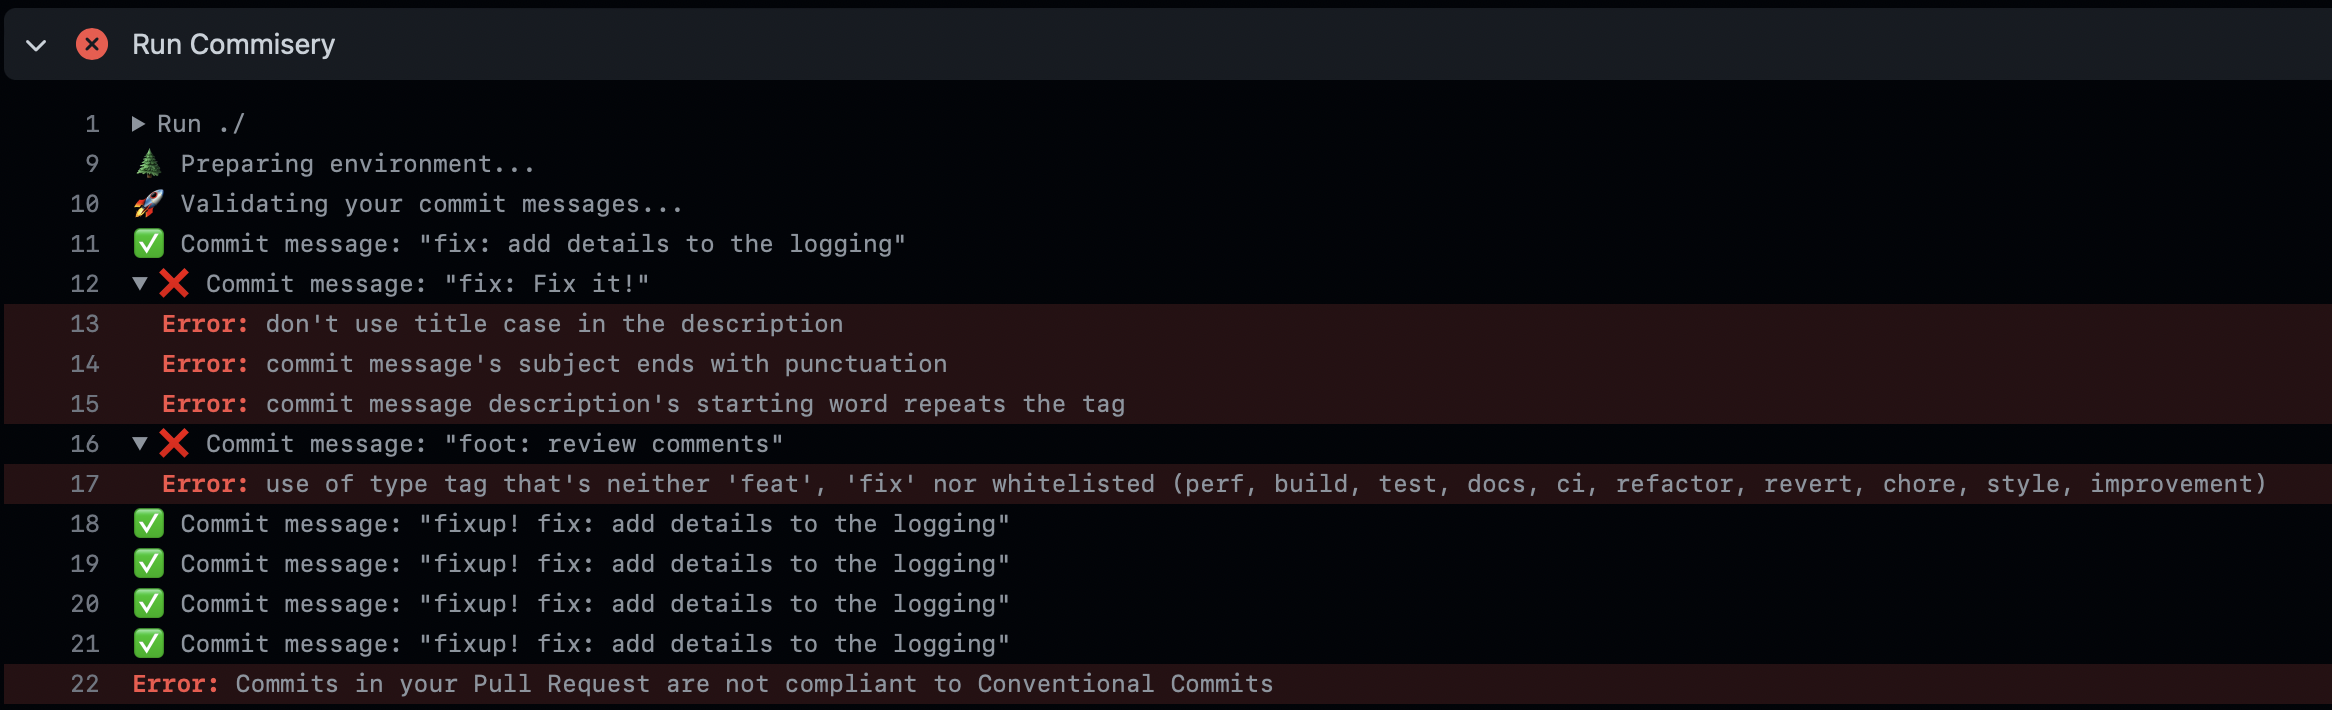 Run Commisery
1 Run ./
9 🌲 Preparing environment...
10 🚀 Validating your commit messages...
11 ✅ Commit message: "fix: add details to the logging"
12 ❌ Commit message: "fix: Fix it!"
13 Error: don't use title case in the description
14 Error: commit message's subject ends with punctuation
15 Error: commit message description's starting word repeats the tag
16 ❌ Commit message: "foot: review comments"
17 Error: use of type tag that's neither 'feat', 'fix' nor whitelisted (perf, build, test, docs, ci, refactor, revert, chore, style, improvement)
18 ✅ Commit message: "fixup! fix: add details to the logging"
19 ✅ Commit message: "fixup! fix: add details to the logging"
20 ✅ Commit message: "fixup! fix: add details to the logging"
21 ✅ Commit message: "fixup! fix: add details to the logging"
22 Error: Commits in your Pull Request are not compliant to Conventional Commits